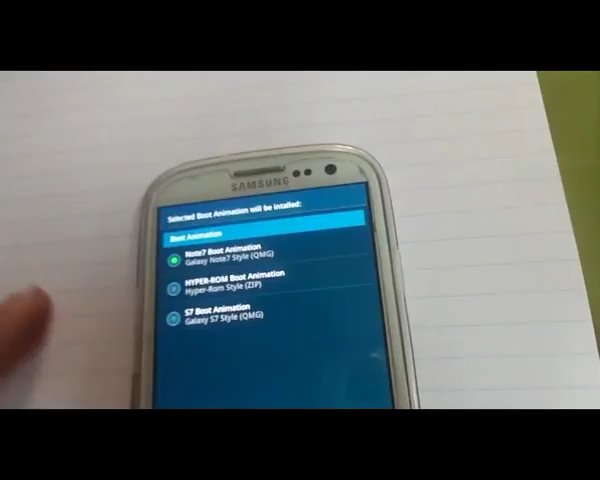 SAMSUNG
Selected Boot Animation will be intalled:
Boot Animation
Note7 Boot Animation
Galaxy Note7 Style (QMG)
HYPER-ROM Boot Animation
Hyper-Rom Style (ZIP)
S7 Boot Animation
Galaxy S7 Style (QMG)